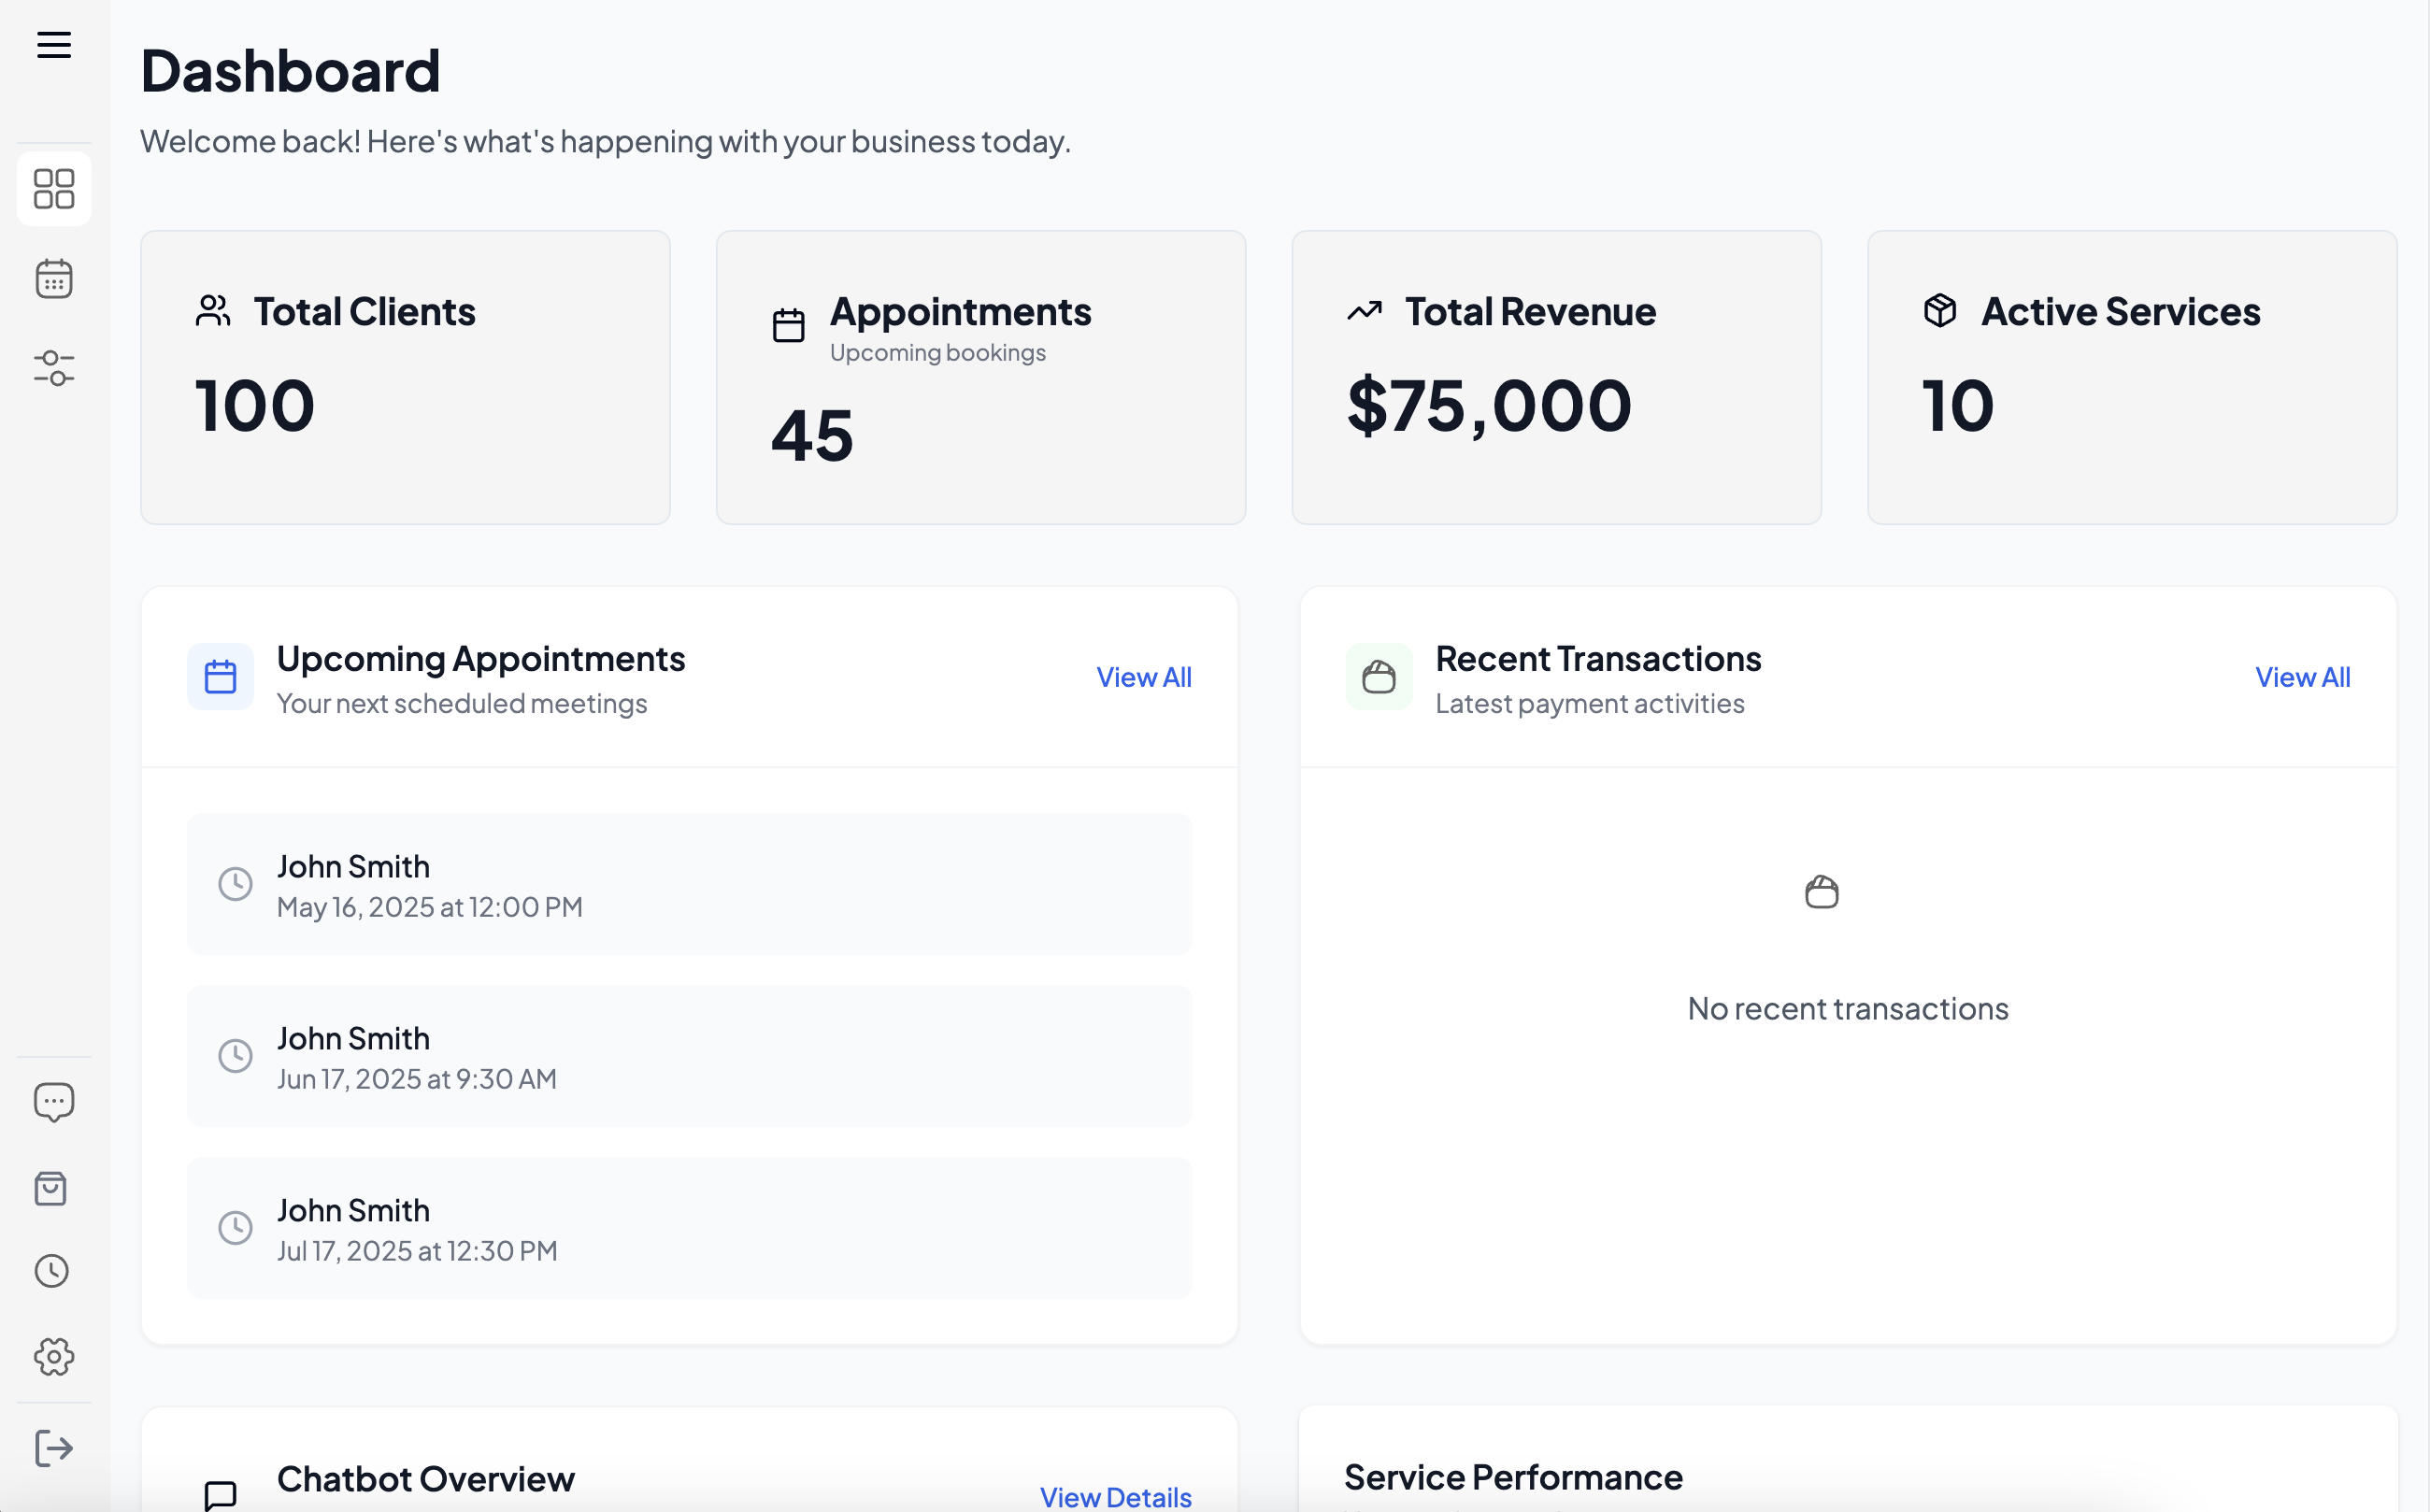 Dashboard
Welcome back! Here's what's happening with your business today.
Total Clients
100
Appointments
Upcoming bookings
45
Total Revenue
$75,000
Active Services
10
Upcoming Appointments
Your next scheduled meetings
View All
John Smith
May 16, 2025 at 12:00 PM
John Smith
Jun 17, 2025 at 9:30 AM
John Smith
Jul 17, 2025 at 12:30 PM
Recent Transactions
Latest payment activities
View All
No recent transactions
Chatbot Overview
View Details
Service Performance